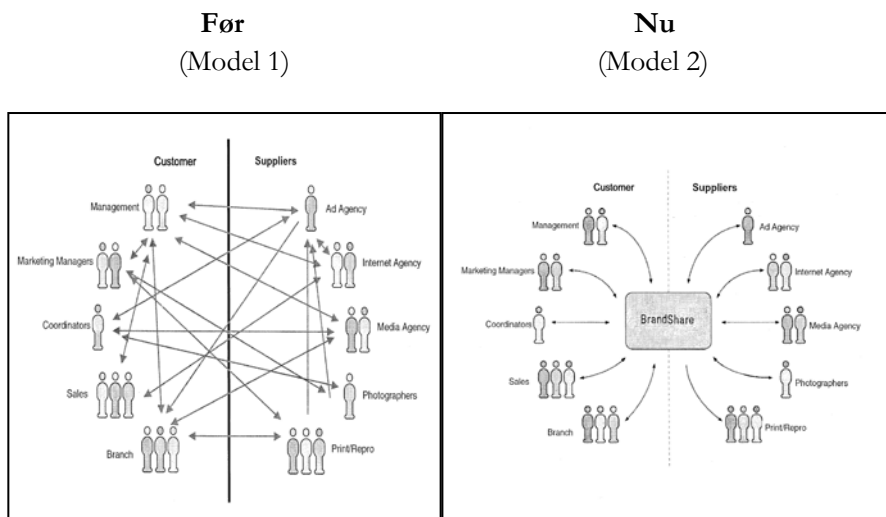 Før
(Model 1)
Nu
(Model 2)
Customer
Suppliers
Management
Ad Agency
Marketing Managers
Internet Agency
Coordinators
Media Agency
Sales
Photographers
Branch
Print/Repro
Customer
Suppliers
Management
Ad Agency
Marketing Managers
Internet Agency
BrandShare
Coordinators
Media Agency
Sales
Photographers
Branch
Print/Repro